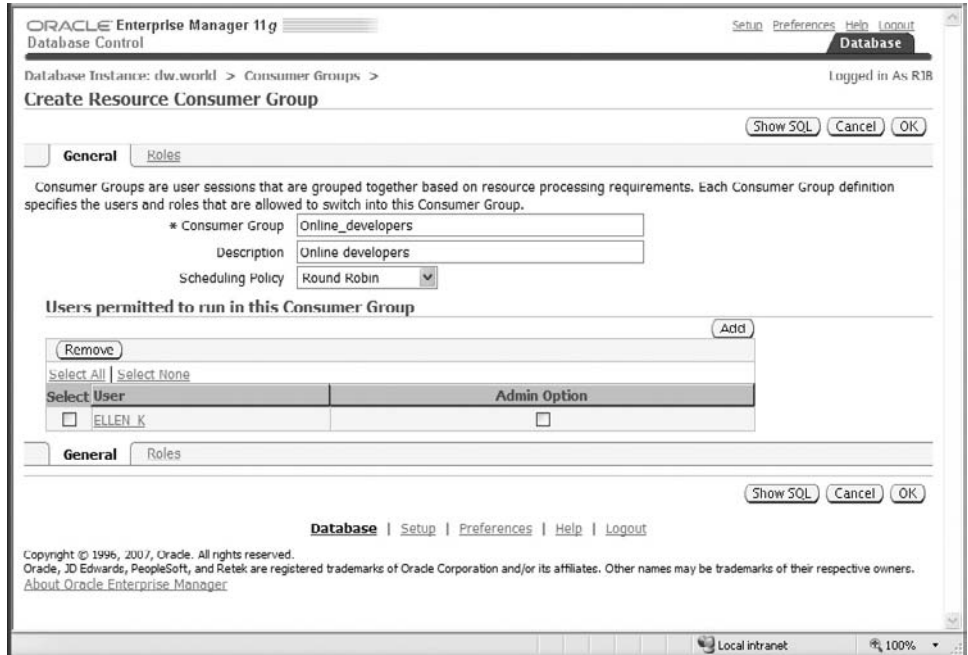 ORACLE Enterprise Manager 11g
Database Control
Setup Preferences Help Logout
Database
Database Instance: dw.world > Consumer Groups >
Logged in As RJB
Create Resource Consumer Group
Show SQL Cancel OK
General Roles
Consumer Groups are user sessions that are grouped together based on resource processing requirements. Each Consumer Group definition
specifies the users and roles that are allowed to switch into this Consumer Group.
* Consumer Group Online_developers
Description Online developers
Scheduling Policy Round Robin
Users permitted to run in this Consumer Group
Add
Remove
Select All | Select None
Select User Admin Option
ELLEN_K
General Roles
Show SQL Cancel OK
Database | Setup | Preferences | Help | Logout
Copyright © 1996, 2007, Oracle. All rights reserved.
Oracle, JD Edwards, PeopleSoft, and Retek are registered trademarks of Oracle Corporation and/or its affiliates. Other names may be trademarks of their respective owners.
About Oracle Enterprise Manager
Local intranet 100%